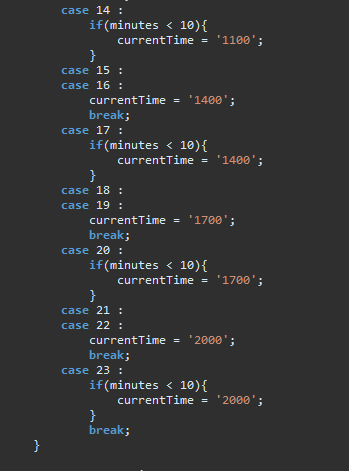 case 14 :
if(minutes < 10){
currentTime = '1100';
}
case 15 :
case 16 :
currentTime = '1400';
break;
case 17 :
if(minutes < 10){
currentTime = '1400';
}
case 18 :
case 19 :
currentTime = '1700';
break;
case 20 :
if(minutes < 10){
currentTime = '1700';
}
case 21 :
case 22 :
currentTime = '2000';
break;
case 23 :
if(minutes < 10){
currentTime = '2000';
}
break;
}